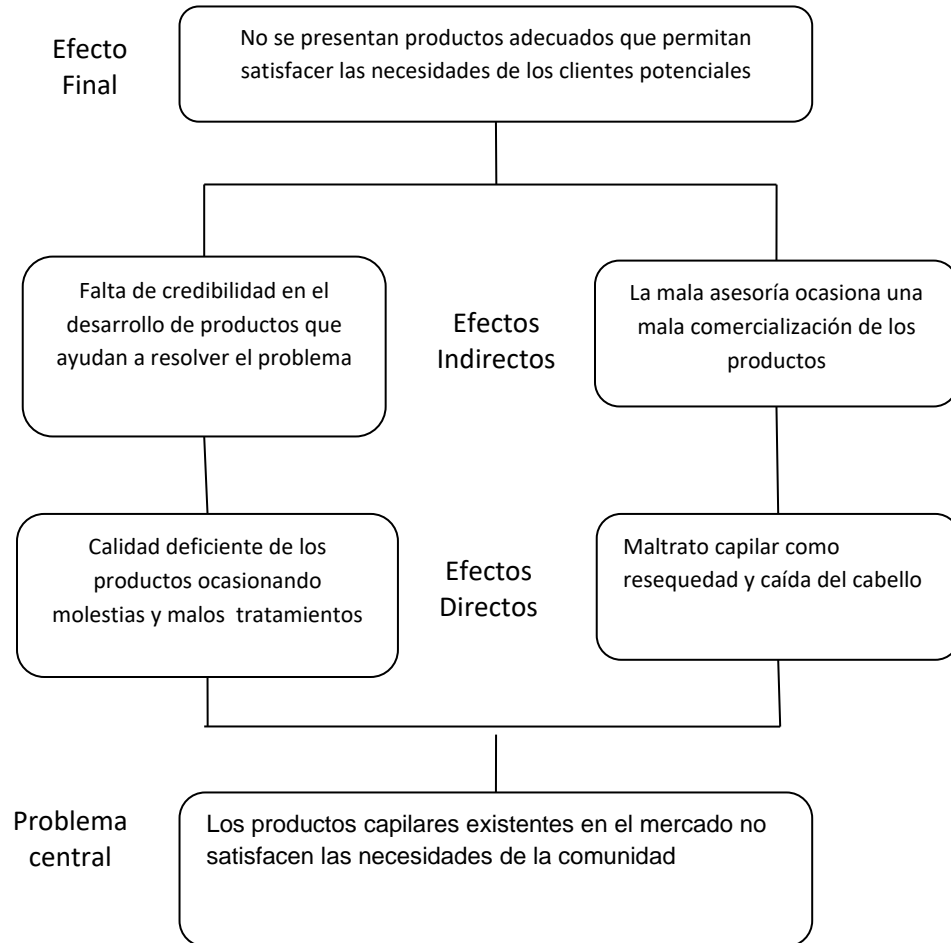 Efecto
Final
No se presentan productos adecuados que permitan
satisfacer las necesidades de los clientes potenciales
Falta de credibilidad en el
desarrollo de productos que
ayudan a resolver el problema
Efectos
Indirectos
La mala asesoría ocasiona una
mala comercialización de los
productos
Calidad deficiente de los
productos ocasionando
molestias y malos tratamientos
Efectos
Directos
Maltrato capilar como
resequedad y caída del cabello
Problema
central
Los productos capilares existentes en el mercado no
satisfacen las necesidades de la comunidad